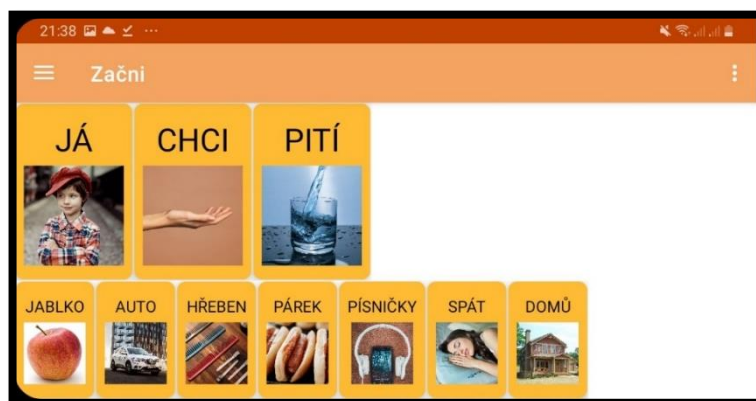 21:38
Začni
JÁ CHCI PITÍ
JABLKO AUTO HŘEBEN PÁREK PÍSNIČKY SPÁT DOMŮ